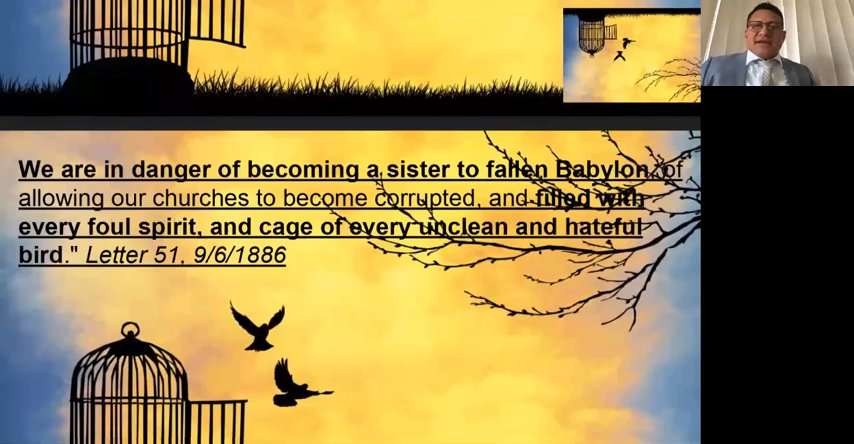 We are in danger of becoming a sister to fallen Babylon, of
allowing our churches to become corrupted, and filled with
every foul spirit, and cage of every unclean and hateful
bird." Letter 51, 9/6/1886